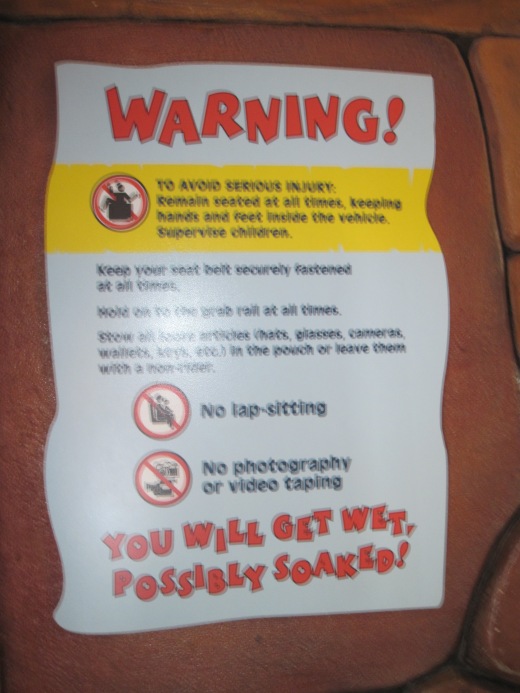 WARNING!
TO AVOID SERIOUS INJURY:
Remain seated at all times, keeping
hands and feet inside the vehicle.
Supervise children.
Keep your seat belt securely fastened
at all times.
Hold on to the grab rail at all times.
Stow all loose articles (hats, glasses, cameras,
wallets, keys, etc.) in the pouch or leave them
with a non-rider.
No lap-sitting
No photography
or video taping
YOU WILL GET WET,
POSSIBLY SOAKED!